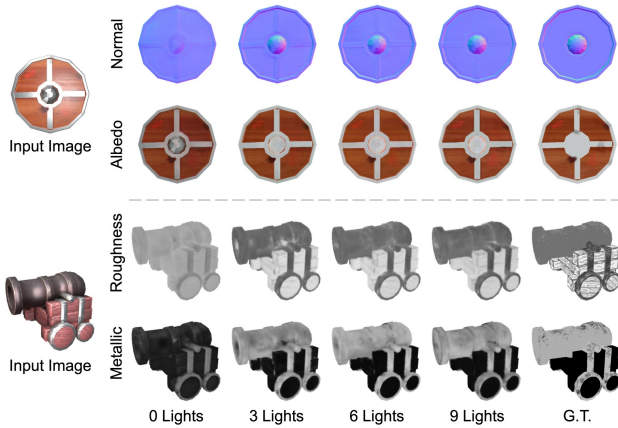 Normal
Input Image
Albedo
Roughness
Input Image
Metallic
0 Lights 3 Lights 6 Lights 9 Lights G.T.